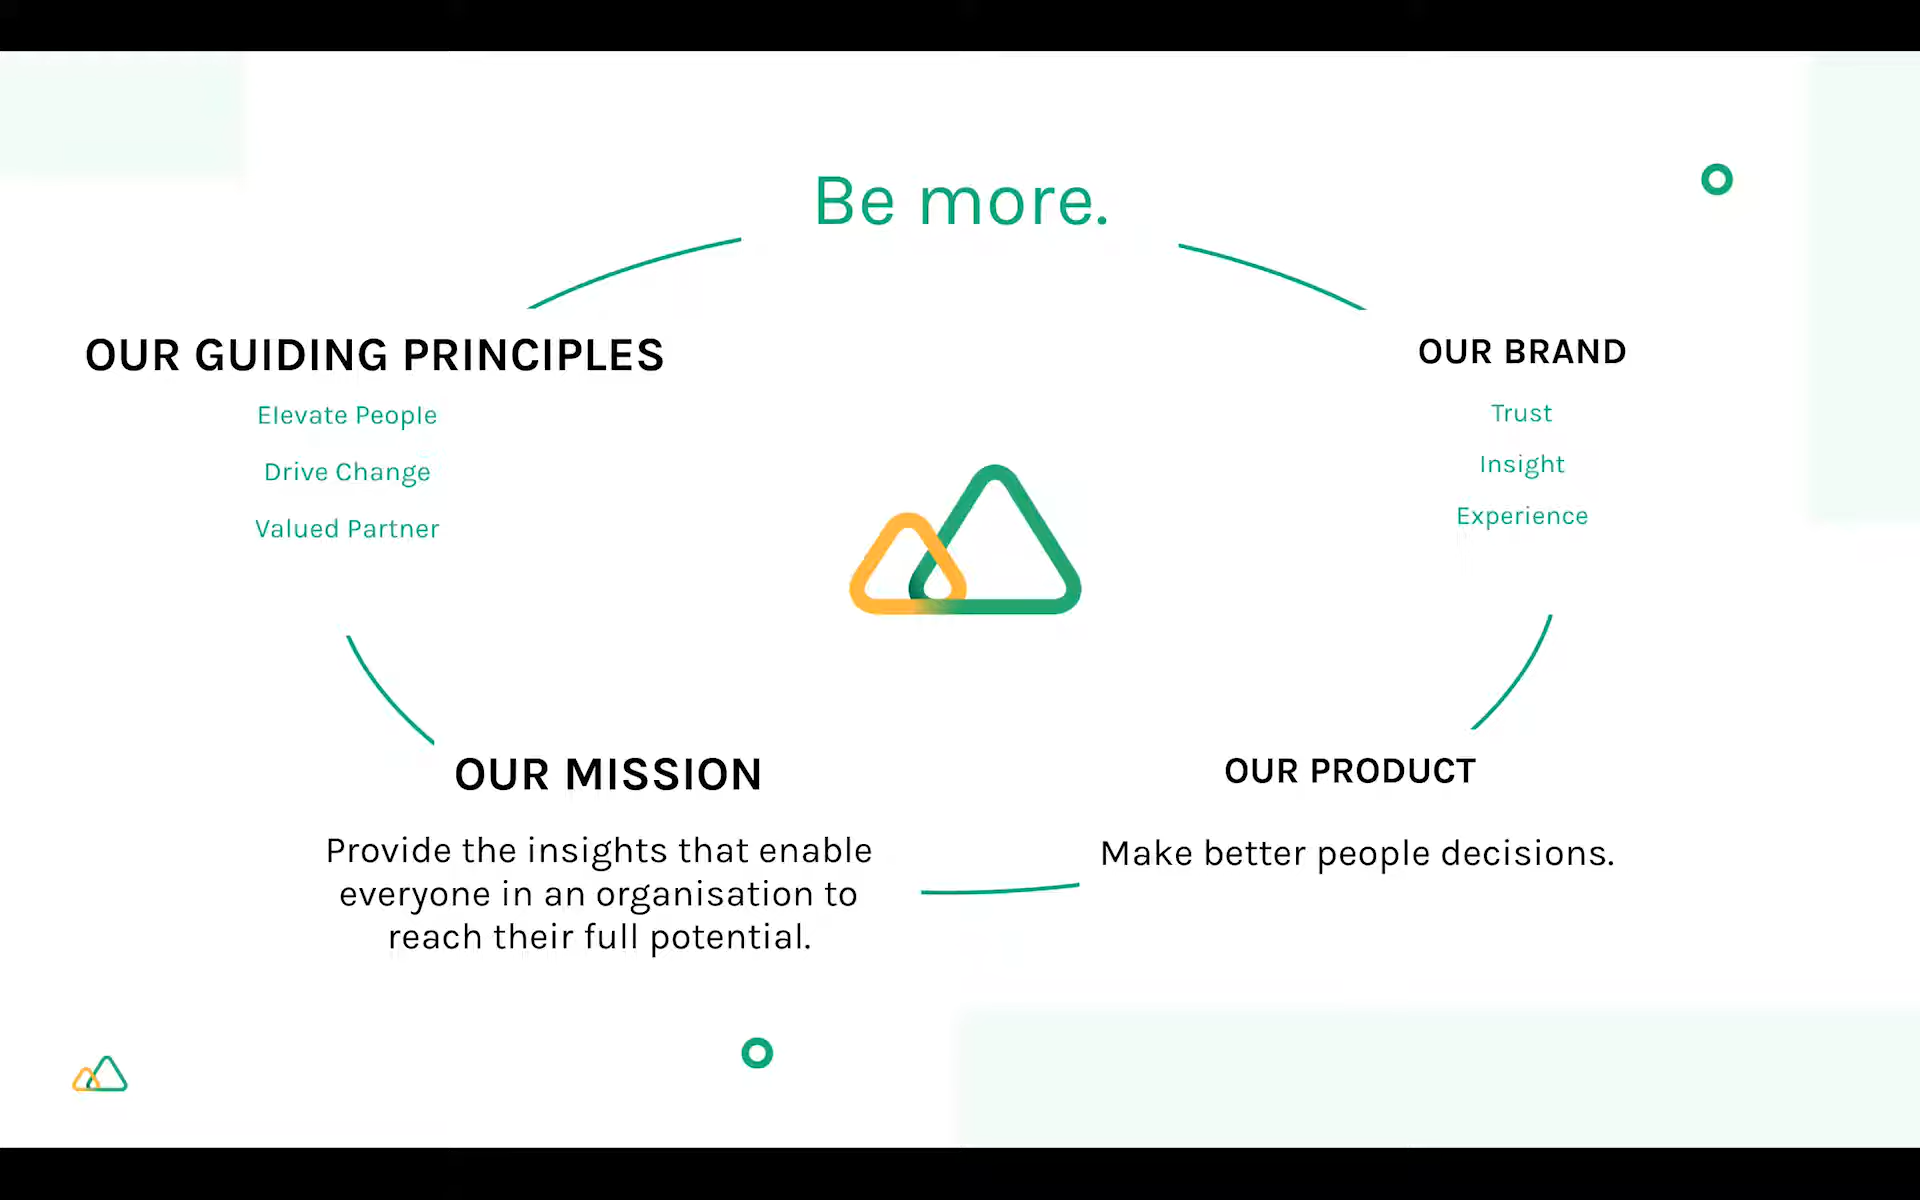 Be more.
OUR GUIDING PRINCIPLES
Elevate People
Drive Change
Valued Partner
OUR BRAND
Trust
Insight
Experience
OUR MISSION
Provide the insights that enable
everyone in an organisation to
reach their full potential.
OUR PRODUCT
Make better people decisions.